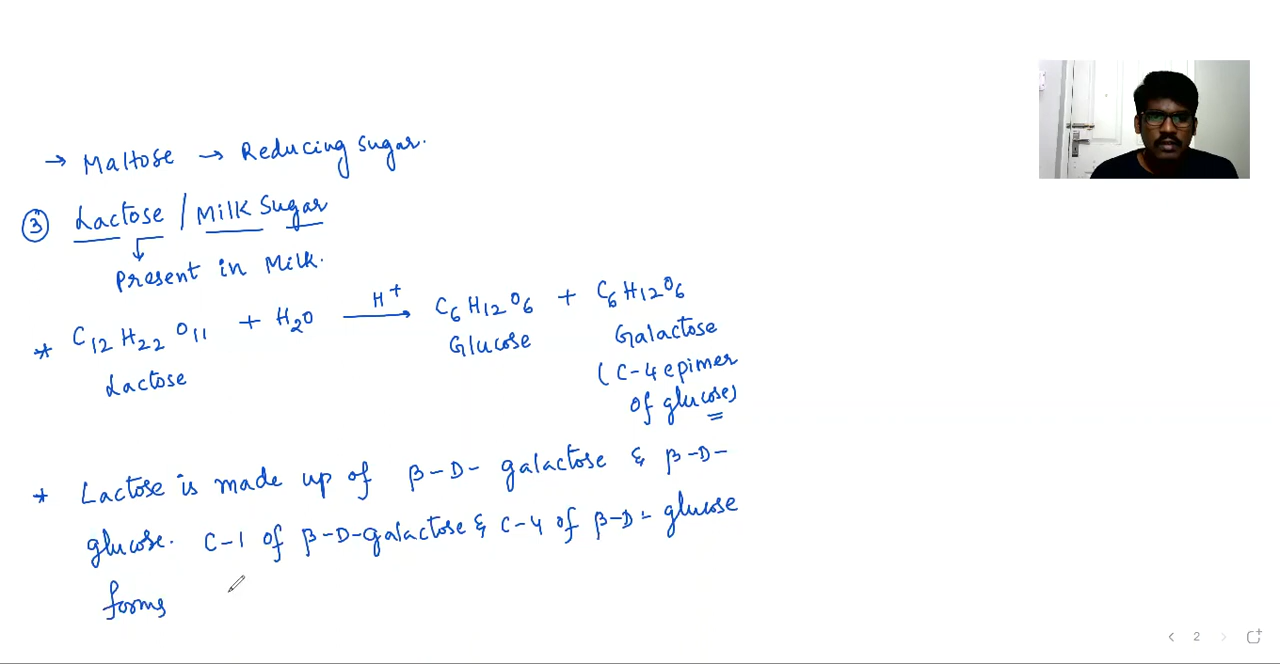 → Maltose → Reducing sugar.
③ Lactose / Milk Sugar
Present in Milk.
* C12H22O11 + H2O H+ → C6H12O6 + C6H12O6
Lactose Glucose Galactose
(C-4 epimer
of glucose)
* Lactose is made up of β-D- galactose & β-D-
glucose. C-1 of β-D-galactose & C-4 of β-D- glucose
forms
2